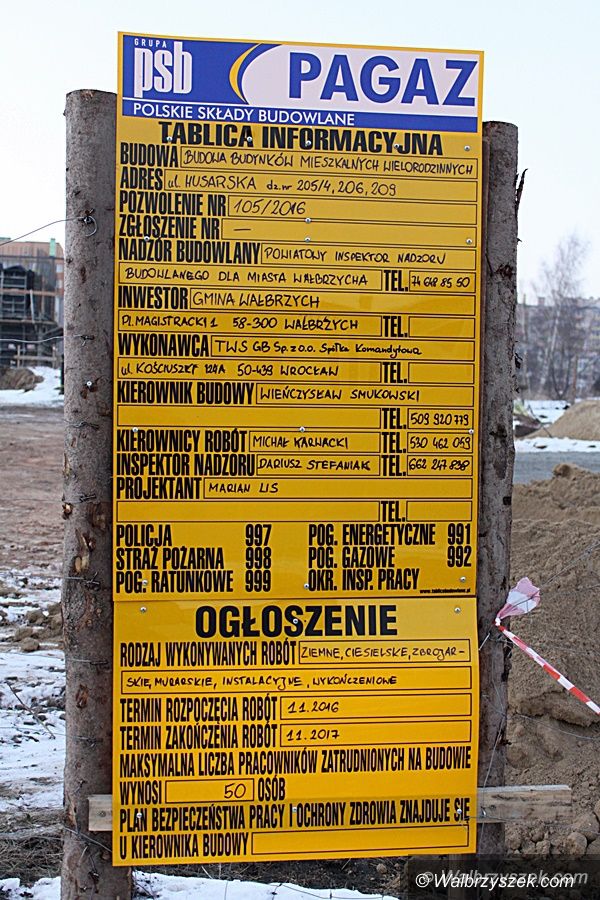 GRUPA
psb PAGAZ
POLSKIE SKŁADY BUDOWLANE
TABLICA INFORMACYJNA
BUDOWA BUDOWA BUDYNKÓW MIESZKALNYCH WIELORODZINNYCH
ADRES ul. HUSARSKA dz.nr 205/4, 206, 209
POZWOLENIE NR 105/2016
ZGŁOSZENIE NR —
NADZÓR BUDOWLANY POWIATOWY INSPEKTOR NADZORU
BUDOWLANEGO DLA MIASTA WAŁBRZYCHA TEL. 74 648 85 50
INWESTOR GMINA WAŁBRZYCH
Pl. MAGISTRACKI 1 58-300 WAŁBRZYCH TEL.
WYKONAWCA TWS GB Sp. z o.o. Spółka Komandytowa
ul. KOŚCIUSZKI 124A 50-439 WROCŁAW TEL.
KIEROWNIK BUDOWY WIEŃCZYSŁAW SMUKOWSKI
TEL. 509 920 779
KIEROWNICY ROBÓT MICHAŁ KARWACKI TEL. 530 462 059
INSPEKTOR NADZORU DARIUSZ STEFANIAK TEL. 662 247 898
PROJEKTANT MARIAN LIS
TEL.
POLICJA 997 POG. ENERGETYCZNE 991
STRAŻ POŻARNA 998 POG. GAZOWE 992
POG. RATUNKOWE 999 OKR. INSP. PRACY
www.tablicebudowlane.pl
OGŁOSZENIE
RODZAJ WYKONYWANYCH ROBÓT ZIEMNE, CIESIELSKE, ZBROJAR-
SKIE, MURARSKIE, INSTALACYJNE, WYKOŃCZENIOWE
TERMIN ROZPOCZĘCIA ROBÓT 11.2016
TERMIN ZAKOŃCZENIA ROBÓT 11.2017
MAKSYMALNA LICZBA PRACOWNIKÓW ZATRUDNIONYCH NA BUDOWIE
WYNOSI 50 OSÓB
PLAN BEZPIECZEŃSTWA PRACY I OCHRONY ZDROWIA ZNAJDUJE SIĘ
U KIEROWNIKA BUDOWY
© Walbrzyszek.com